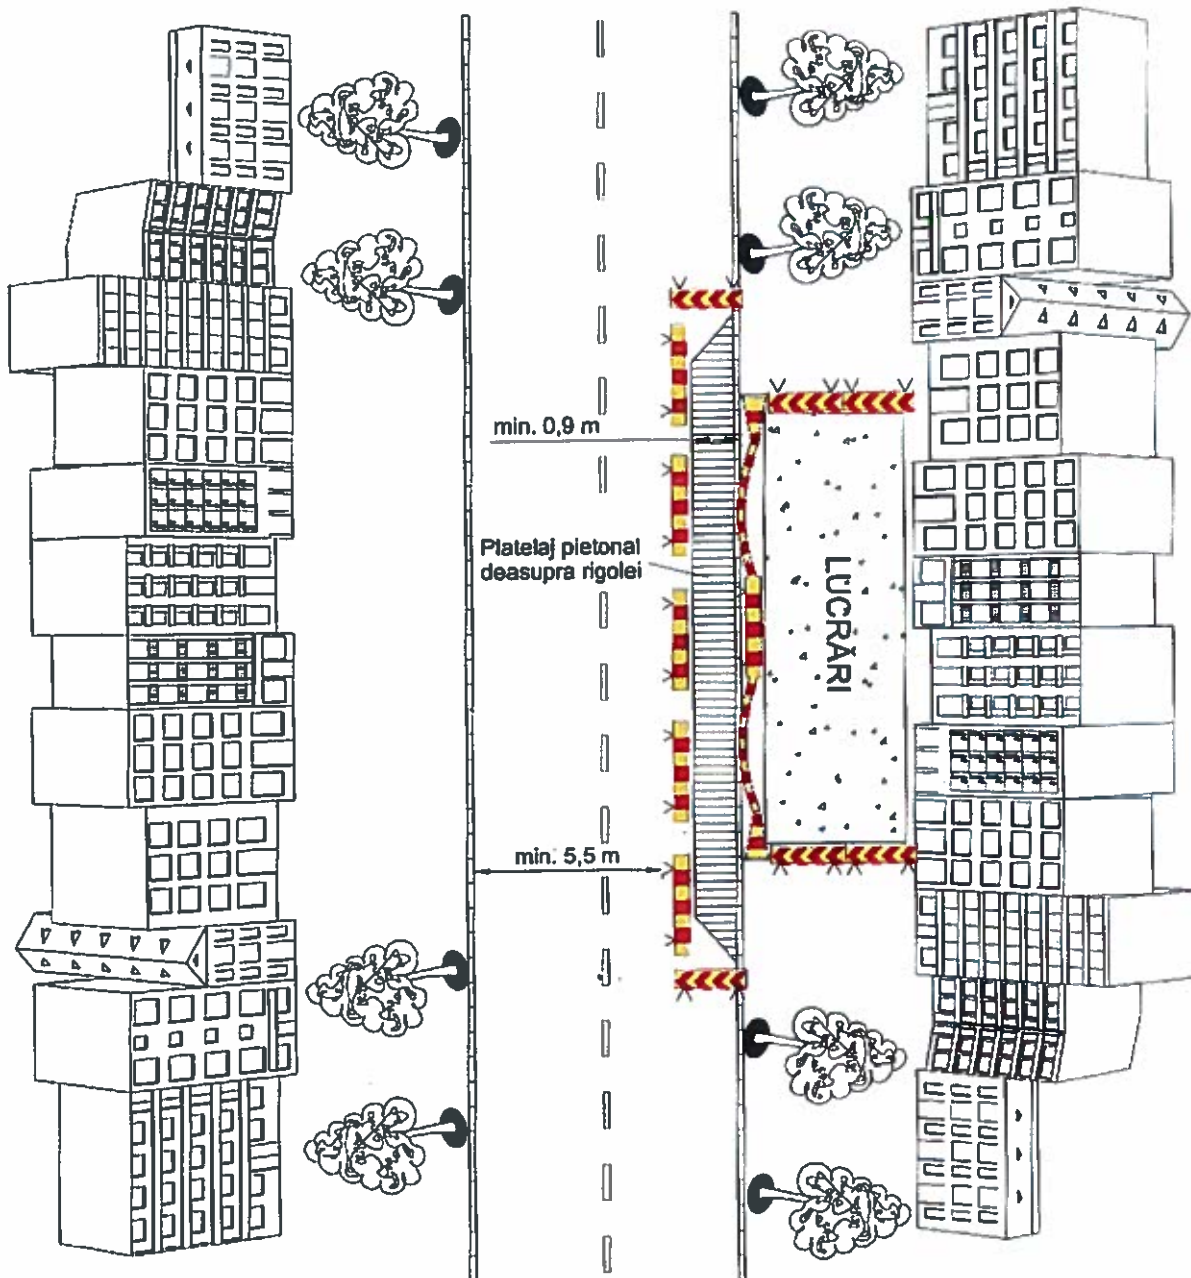 min. 0,9 m
Platelaj pietonal
deasupra rigolei
LUCRĂRI
min. 5,5 m